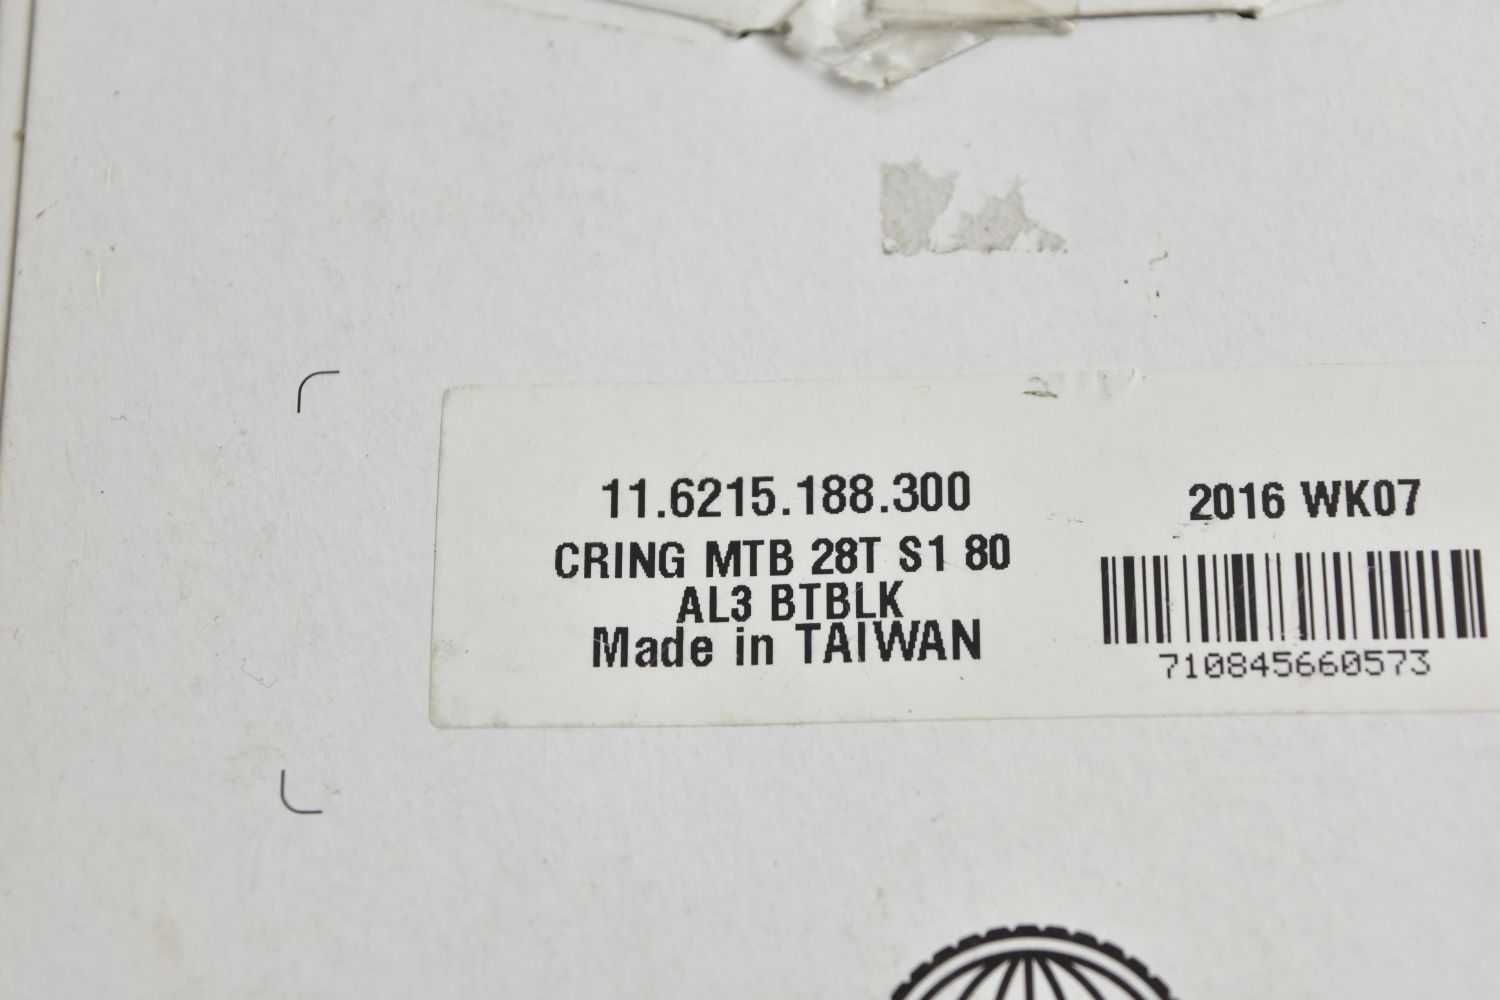 11.6215.188.300
CRING MTB 28T S1 80
AL3 BTBLK
Made in TAIWAN
2016 WK07
710845660573